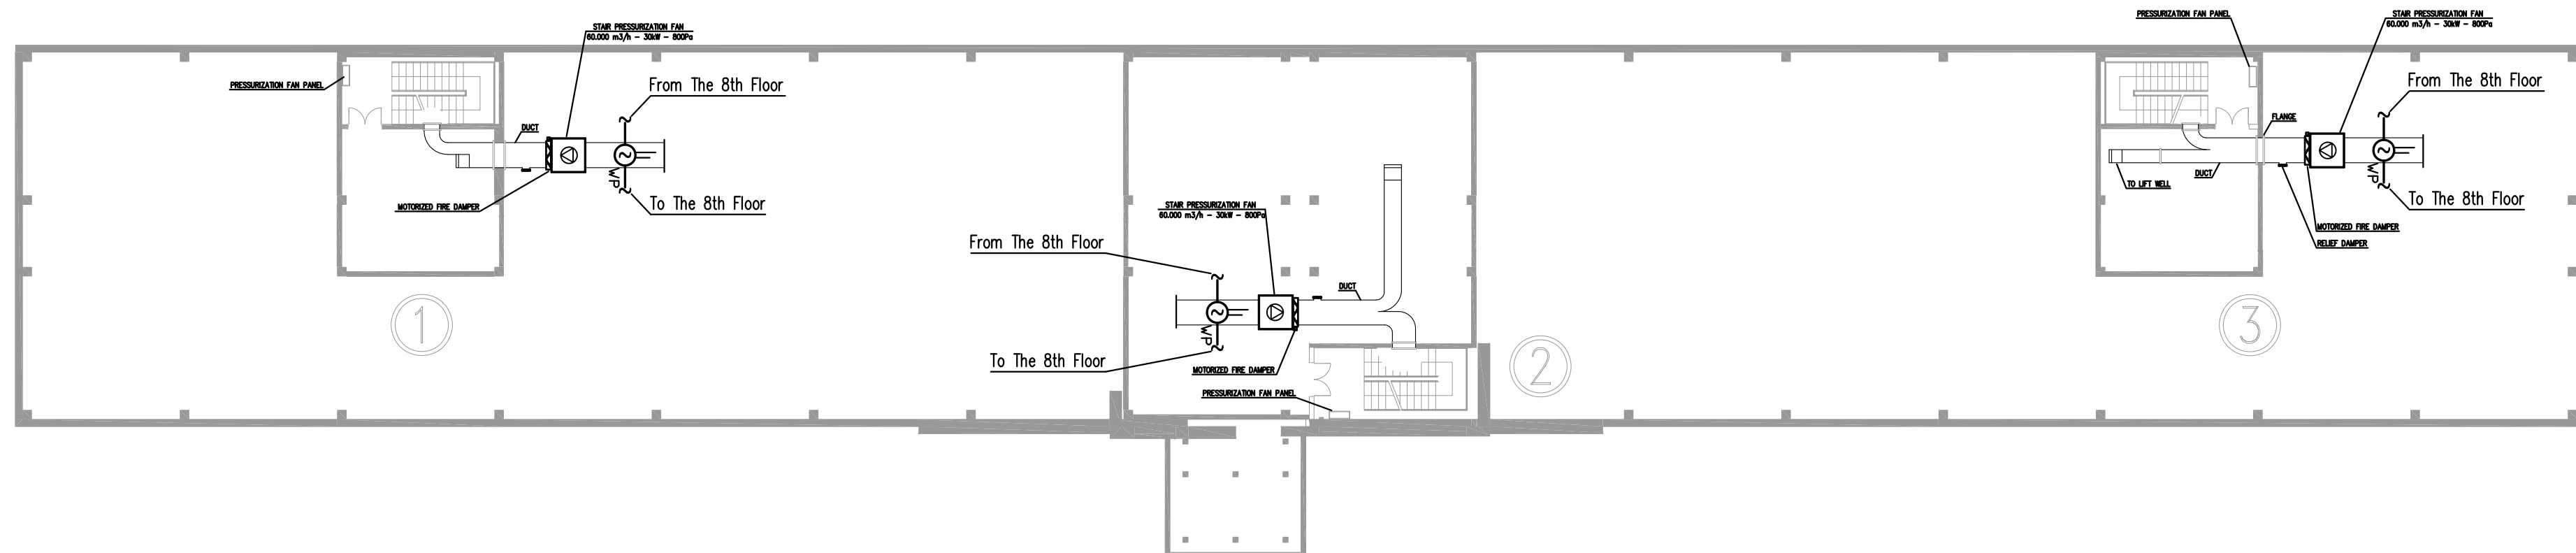 STAIR PRESSURIZATION FAN
60.000 m3/h - 30kW - 800Pa
PRESSURIZATION FAN PANEL
From The 8th Floor
DUCT
WP
To The 8th Floor
MOTORIZED FIRE DAMPER
1
STAIR PRESSURIZATION FAN
60.000 m3/h - 30kW - 800Pa
From The 8th Floor
DUCT
WP
To The 8th Floor
MOTORIZED FIRE DAMPER
PRESSURIZATION FAN PANEL
2
PRESSURIZATION FAN PANEL
STAIR PRESSURIZATION FAN
60.000 m3/h - 30kW - 800Pa
From The 8th Floor
FLANGE
DUCT
TO LIFT WELL
WP
To The 8th Floor
MOTORIZED FIRE DAMPER
RELIEF DAMPER
3